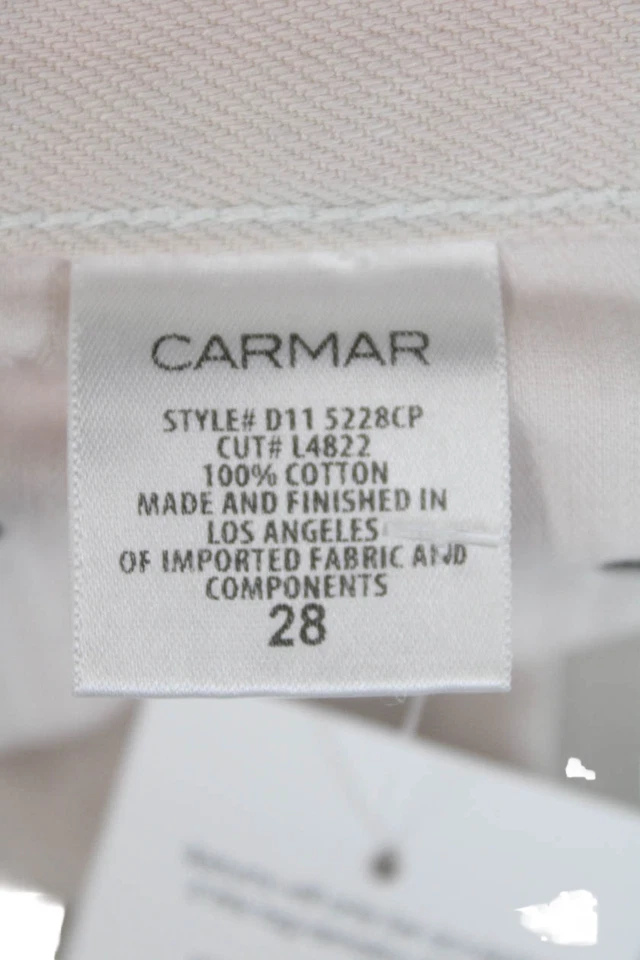 CARMAR
STYLE# D11 5228CP
CUT# L4822
100% COTTON
MADE AND FINISHED IN
LOS ANGELES
OF IMPORTED FABRIC AND
COMPONENTS
28